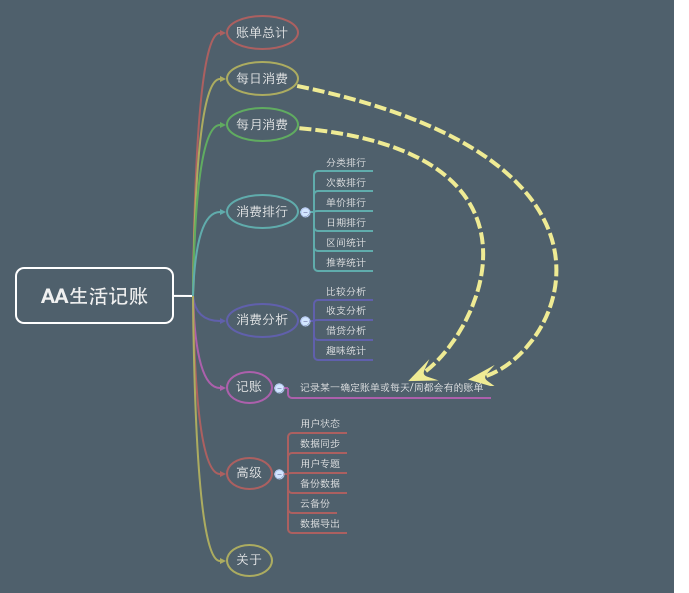 账单总计
每日消费
每月消费
分类排行
次数排行
单价排行
消费排行
日期排行
区间统计
推荐统计
AA生活记账
比较分析
收支分析
消费分析
借贷分析
趣味统计
记账
记录某一确定账单或每天/周都会有的账单
用户状态
数据同步
用户专题
高级
备份数据
云备份
数据导出
关于